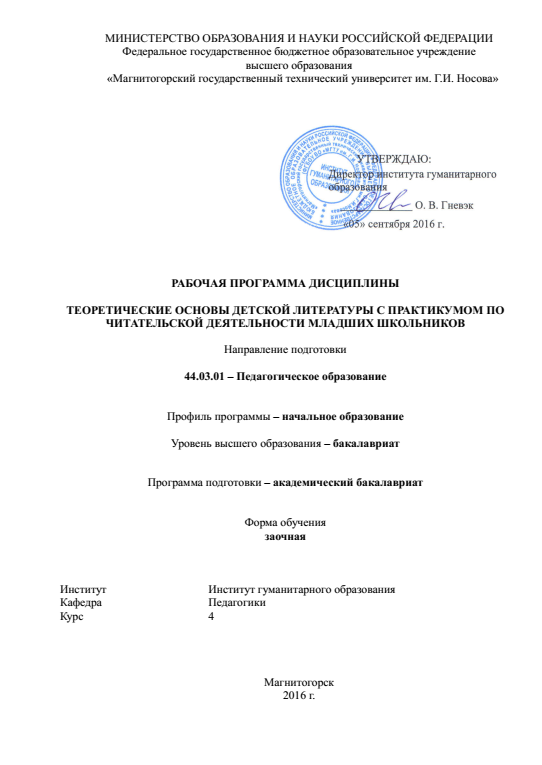 МИНИСТЕРСТВО ОБРАЗОВАНИЯ И НАУКИ РОССИЙСКОЙ ФЕДЕРАЦИИ
Федеральное государственное бюджетное образовательное учреждение
высшего образования
«Магнитогорский государственный технический университет им. Г.И. Носова»
УТВЕРЖДАЮ:
Директор института гуманитарного
образования
О. В. Гневэк
«05» сентября 2016 г.
РАБОЧАЯ ПРОГРАММА ДИСЦИПЛИНЫ
ТЕОРЕТИЧЕСКИЕ ОСНОВЫ ДЕТСКОЙ ЛИТЕРАТУРЫ С ПРАКТИКУМОМ ПО
ЧИТАТЕЛЬСКОЙ ДЕЯТЕЛЬНОСТИ МЛАДШИХ ШКОЛЬНИКОВ
Направление подготовки
44.03.01 – Педагогическое образование
Профиль программы – начальное образование
Уровень высшего образования – бакалавриат
Программа подготовки – академический бакалавриат
Форма обучения
заочная
Институт Институт гуманитарного образования
Кафедра Педагогики
Курс 4
Магнитогорск
2016 г.